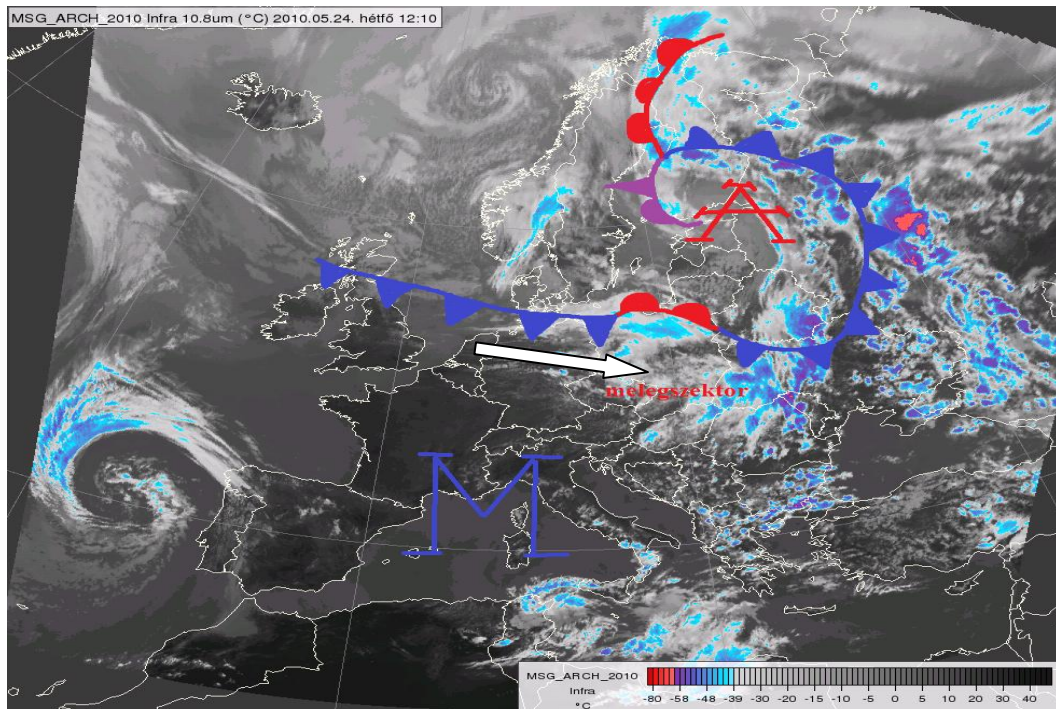 MSG_ARCH_2010 Infra 10.8um (°C) 2010.05.24. hétfő 12:10
A
melegszektor
M
MSG_ARCH_2010
Infra
°C
-80 -58 -48 -39 -30 -25 -20 -15 -10 -5 0 5 10 20 30 40